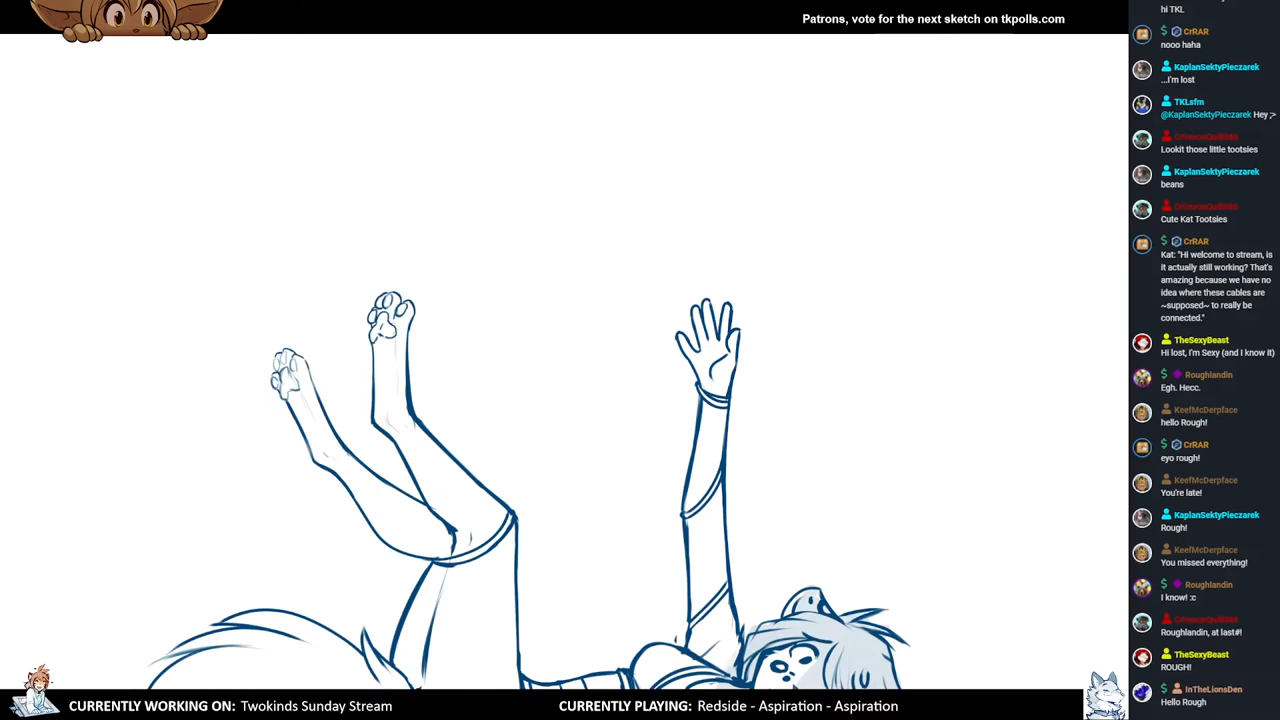 Patrons, vote for the next sketch on tkpolls.com
hi TKL
CrRAR
nooo haha
KaplanSektyPieczarek
...I'm lost
TKLsfm
@KaplanSektyPieczarek Hey ;>
Lookit those little tootsies
KaplanSektyPieczarek
beans
Cute Kat Tootsies
CrRAR
Kat: "Hi welcome to stream, is
it actually still working? That's
amazing because we have no
idea where these cables are
~supposed~ to really be
connected."
TheSexyBeast
Hi lost, I'm Sexy (and I know it)
Roughlandin
Egh. Hecc.
KeefMcDerpface
hello Rough!
CrRAR
eyo rough!
KeefMcDerpface
You're late!
KaplanSektyPieczarek
Rough!
KeefMcDerpface
You missed everything!
Roughlandin
I know! :c
Roughlandin, at last#!
TheSexyBeast
ROUGH!
InTheLionsDen
Hello Rough
CURRENTLY WORKING ON: Twokinds Sunday Stream
CURRENTLY PLAYING: Redside - Aspiration - Aspiration